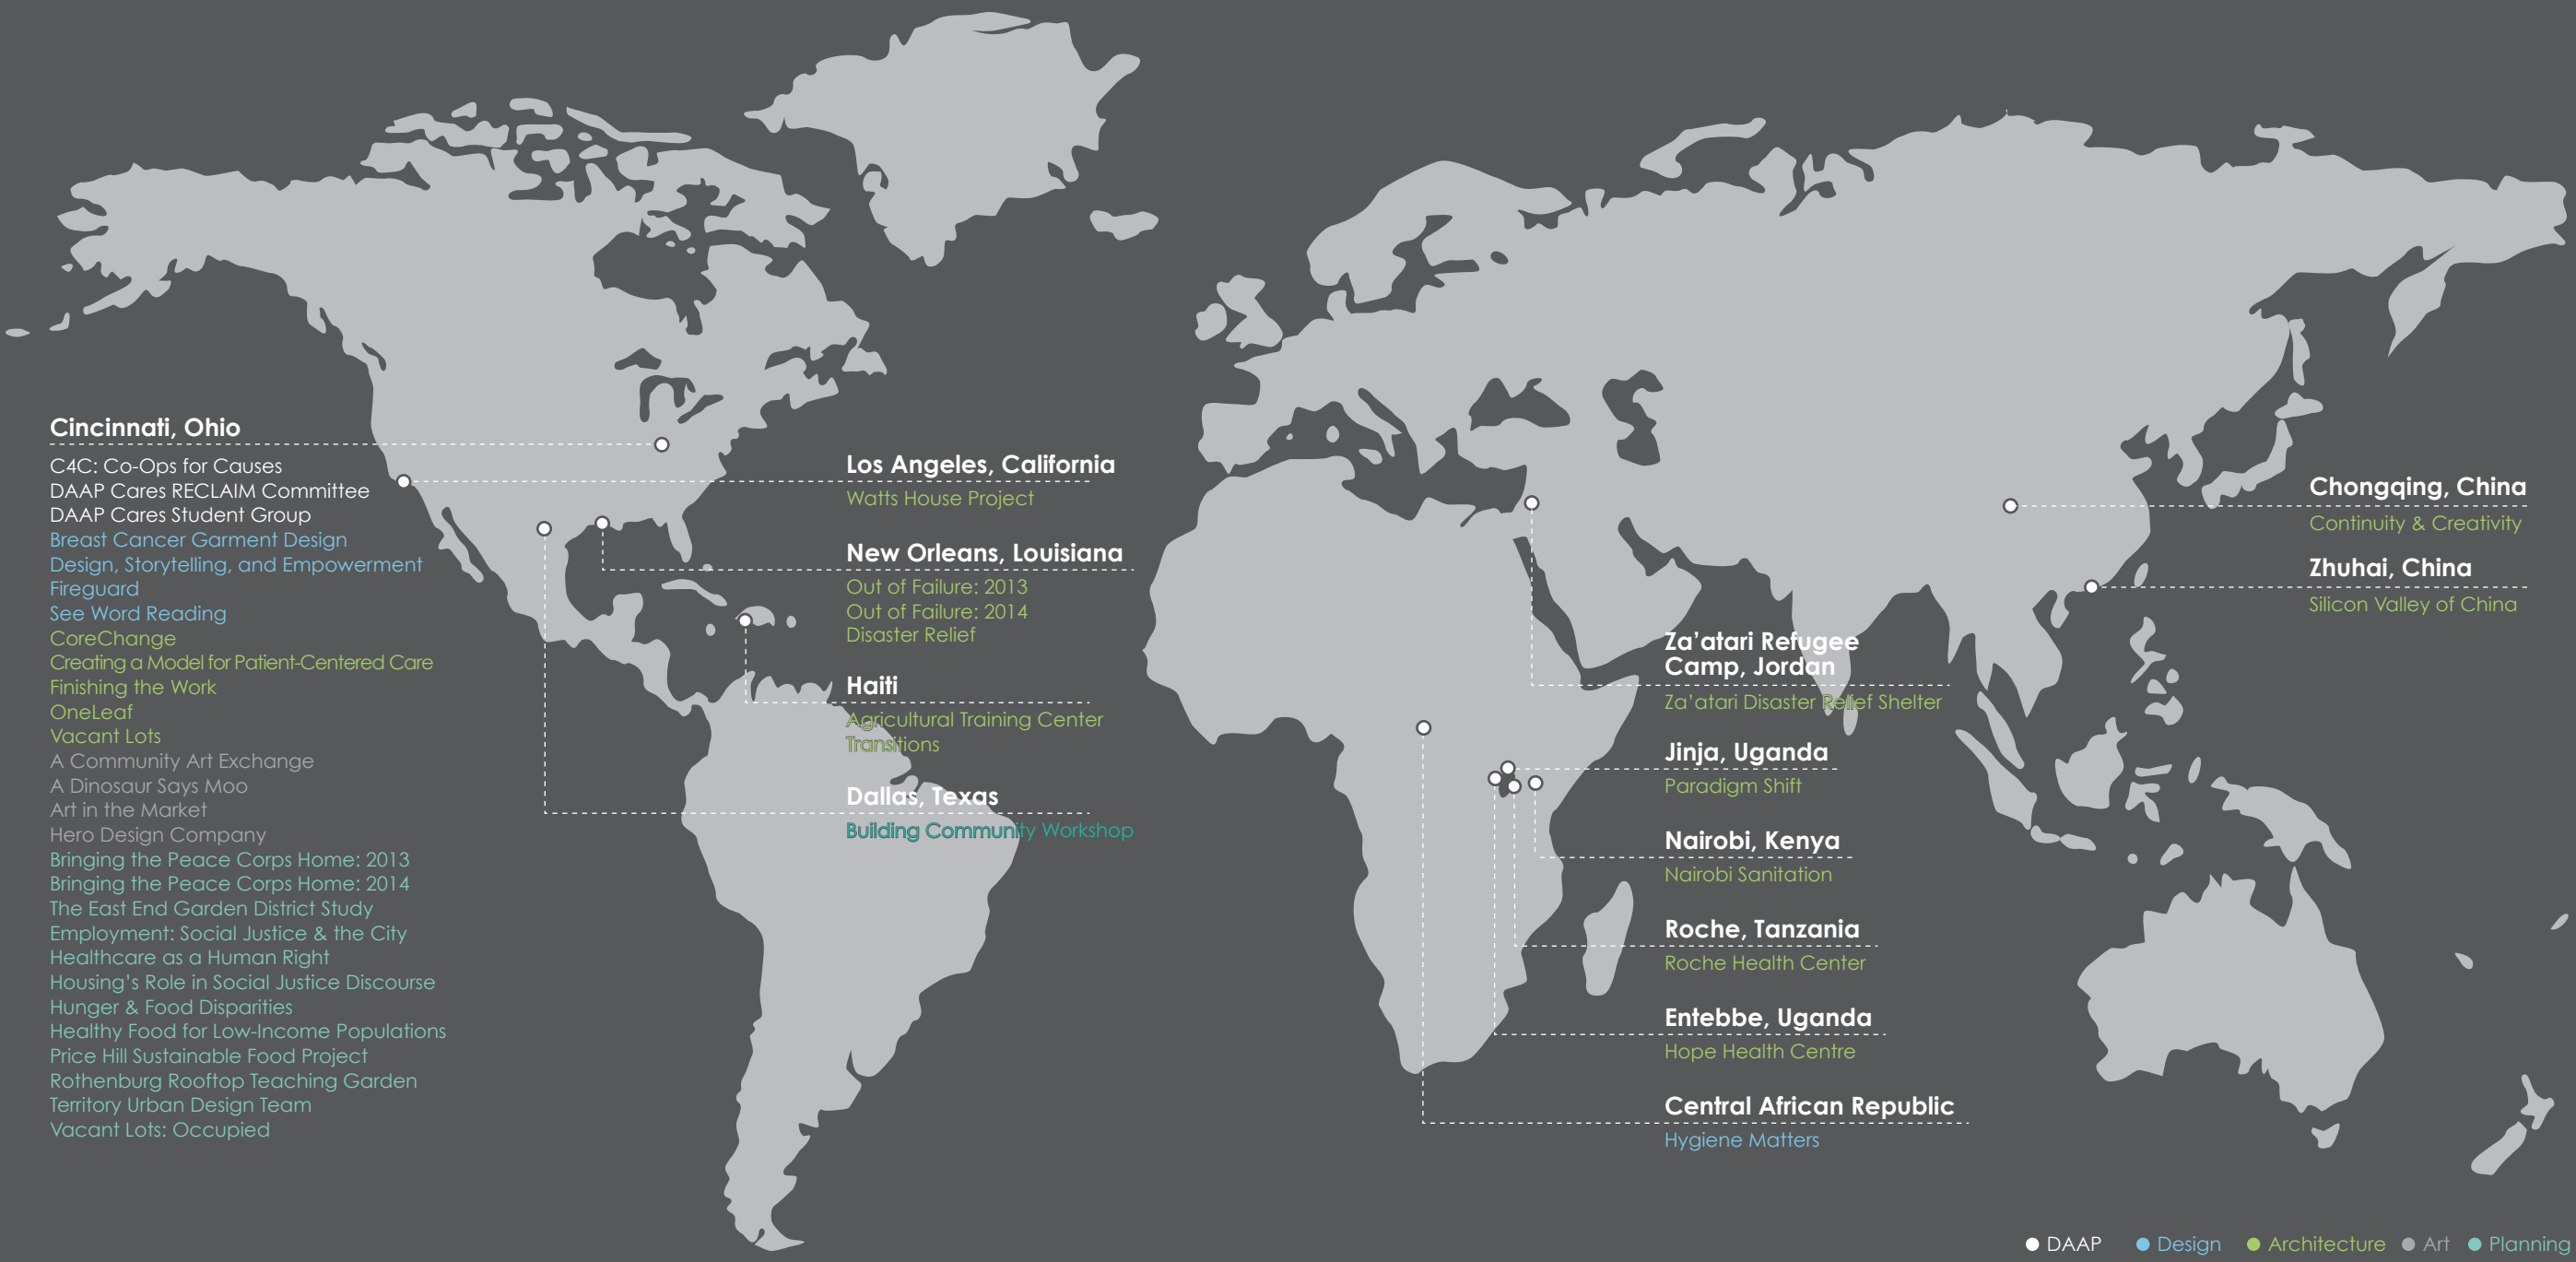 Cincinnati, Ohio
C4C: Co-Ops for Causes
DAAP Cares RECLAIM Committee
DAAP Cares Student Group
Breast Cancer Garment Design
Design, Storytelling, and Empowerment
Fireguard
See Word Reading
CoreChange
Creating a Model for Patient-Centered Care
Finishing the Work
OneLeaf
Vacant Lots
A Community Art Exchange
A Dinosaur Says Moo
Art in the Market
Hero Design Company
Bringing the Peace Corps Home: 2013
Bringing the Peace Corps Home: 2014
The East End Garden District Study
Employment: Social Justice & the City
Healthcare as a Human Right
Housing's Role in Social Justice Discourse
Hunger & Food Disparities
Healthy Food for Low-Income Populations
Price Hill Sustainable Food Project
Rothenburg Rooftop Teaching Garden
Territory Urban Design Team
Vacant Lots: Occupied
Los Angeles, California
Watts House Project
New Orleans, Louisiana
Out of Failure: 2013
Out of Failure: 2014
Disaster Relief
Haiti
Agricultural Training Center
Transitions
Dallas, Texas
Building Community Workshop
Za'atari Refugee
Camp, Jordan
Za'atari Disaster Relief Shelter
Jinja, Uganda
Paradigm Shift
Nairobi, Kenya
Nairobi Sanitation
Roche, Tanzania
Roche Health Center
Entebbe, Uganda
Hope Health Centre
Central African Republic
Hygiene Matters
Chongqing, China
Continuity & Creativity
Zhuhai, China
Silicon Valley of China
DAAP Design Architecture Art Planning